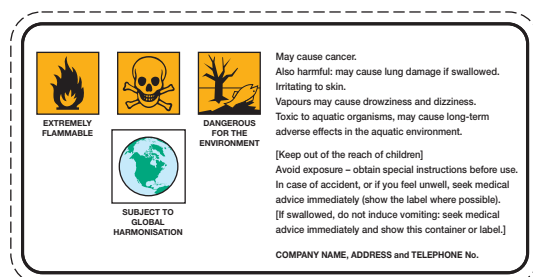 EXTREMELY
FLAMMABLE
DANGEROUS
FOR THE
ENVIRONMENT
SUBJECT TO
GLOBAL
HARMONISATION
May cause cancer.
Also harmful: may cause lung damage if swallowed.
Irritating to skin.
Vapours may cause drowziness and dizziness.
Toxic to aquatic organisms, may cause long-term
adverse effects in the aquatic environment.
[Keep out of the reach of children]
Avoid exposure – obtain special instructions before use.
In case of accident, or if you feel unwell, seek medical
advice immediately (show the label where possible).
[If swallowed, do not induce vomiting: seek medical
advice immediately and show this container or label.]
COMPANY NAME, ADDRESS and TELEPHONE No.